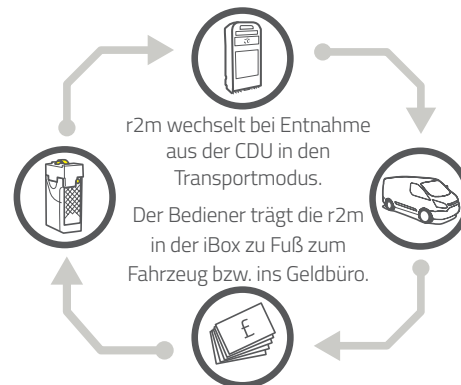 r2m wechselt bei Entnahme
aus der CDU in den
Transportmodus.
Der Bediener trägt die r2m
in der iBox zu Fuß zum
Fahrzeug bzw. ins Geldbüro.
£